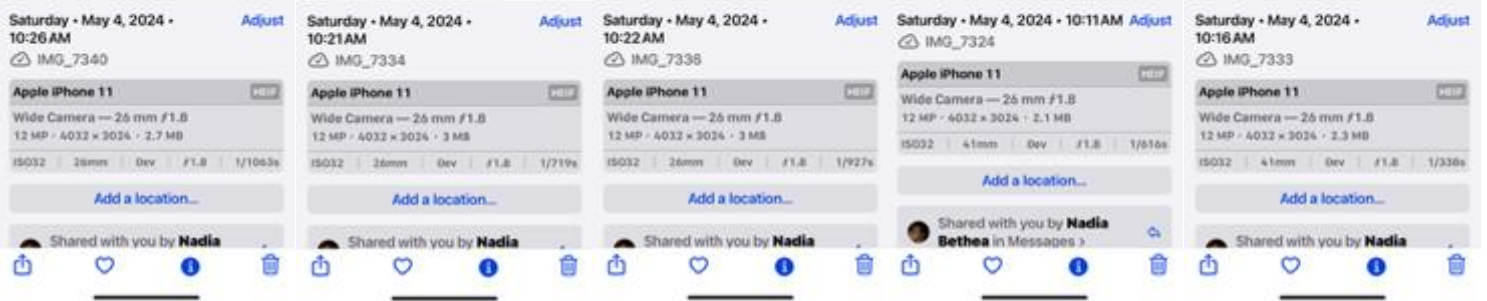 Saturday • May 4, 2024 •
10:26 AM
Adjust
IMG_7340
Apple iPhone 11
HEIF
Wide Camera — 26 mm ƒ1.8
12 MP · 4032 × 3024 · 2.7 MB
ISO32 26mm 0ev ƒ1.8 1/1063s
Add a location...
Shared with you by Nadia
Saturday • May 4, 2024 •
10:21 AM
Adjust
IMG_7334
Apple iPhone 11
HEIF
Wide Camera — 26 mm ƒ1.8
12 MP · 4032 × 3024 · 3 MB
ISO32 26mm 0ev ƒ1.8 1/719s
Add a location...
Shared with you by Nadia
Saturday • May 4, 2024 •
10:22 AM
Adjust
IMG_7336
Apple iPhone 11
HEIF
Wide Camera — 26 mm ƒ1.8
12 MP · 4032 × 3024 · 3 MB
ISO32 26mm 0ev ƒ1.8 1/927s
Add a location...
Shared with you by Nadia
Saturday • May 4, 2024 • 10:11 AM Adjust
IMG_7324
Apple iPhone 11
HEIF
Wide Camera — 26 mm ƒ1.8
12 MP · 4032 × 3024 · 2.1 MB
ISO32 41mm 0ev ƒ1.8 1/616s
Add a location...
Shared with you by Nadia
Bethea in Messages >
Saturday • May 4, 2024 •
10:16 AM
Adjust
IMG_7333
Apple iPhone 11
HEIF
Wide Camera — 26 mm ƒ1.8
12 MP · 4032 × 3024 · 2.3 MB
ISO32 41mm 0ev ƒ1.8 1/336s
Add a location...
Shared with you by Nadia